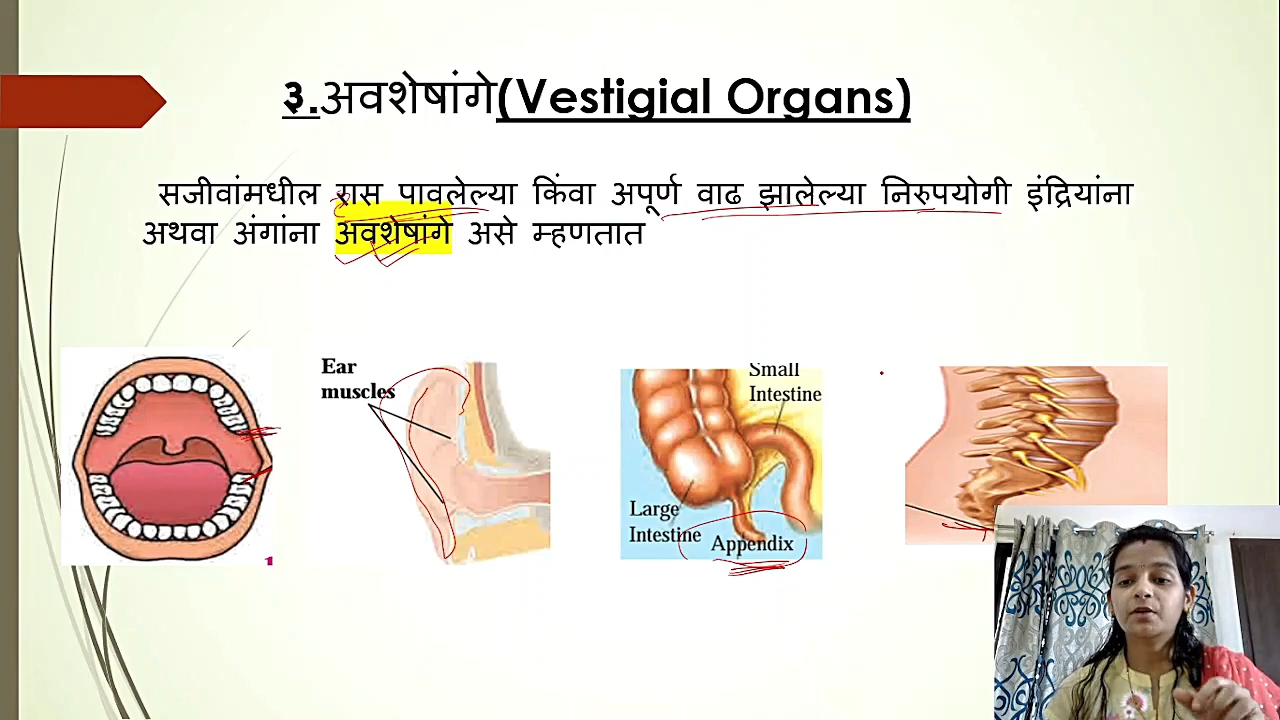 ३.अवशेषांगे(Vestigial Organs)
सजीवांमधील रास पावलेल्या किंवा अपूर्ण वाढ झालेल्या निरुपयोगी इंद्रियांना
अथवा अंगांना अवशेषांगे असे म्हणतात
Ear
muscles
Small
Intestine
Large
Intestine
Appendix